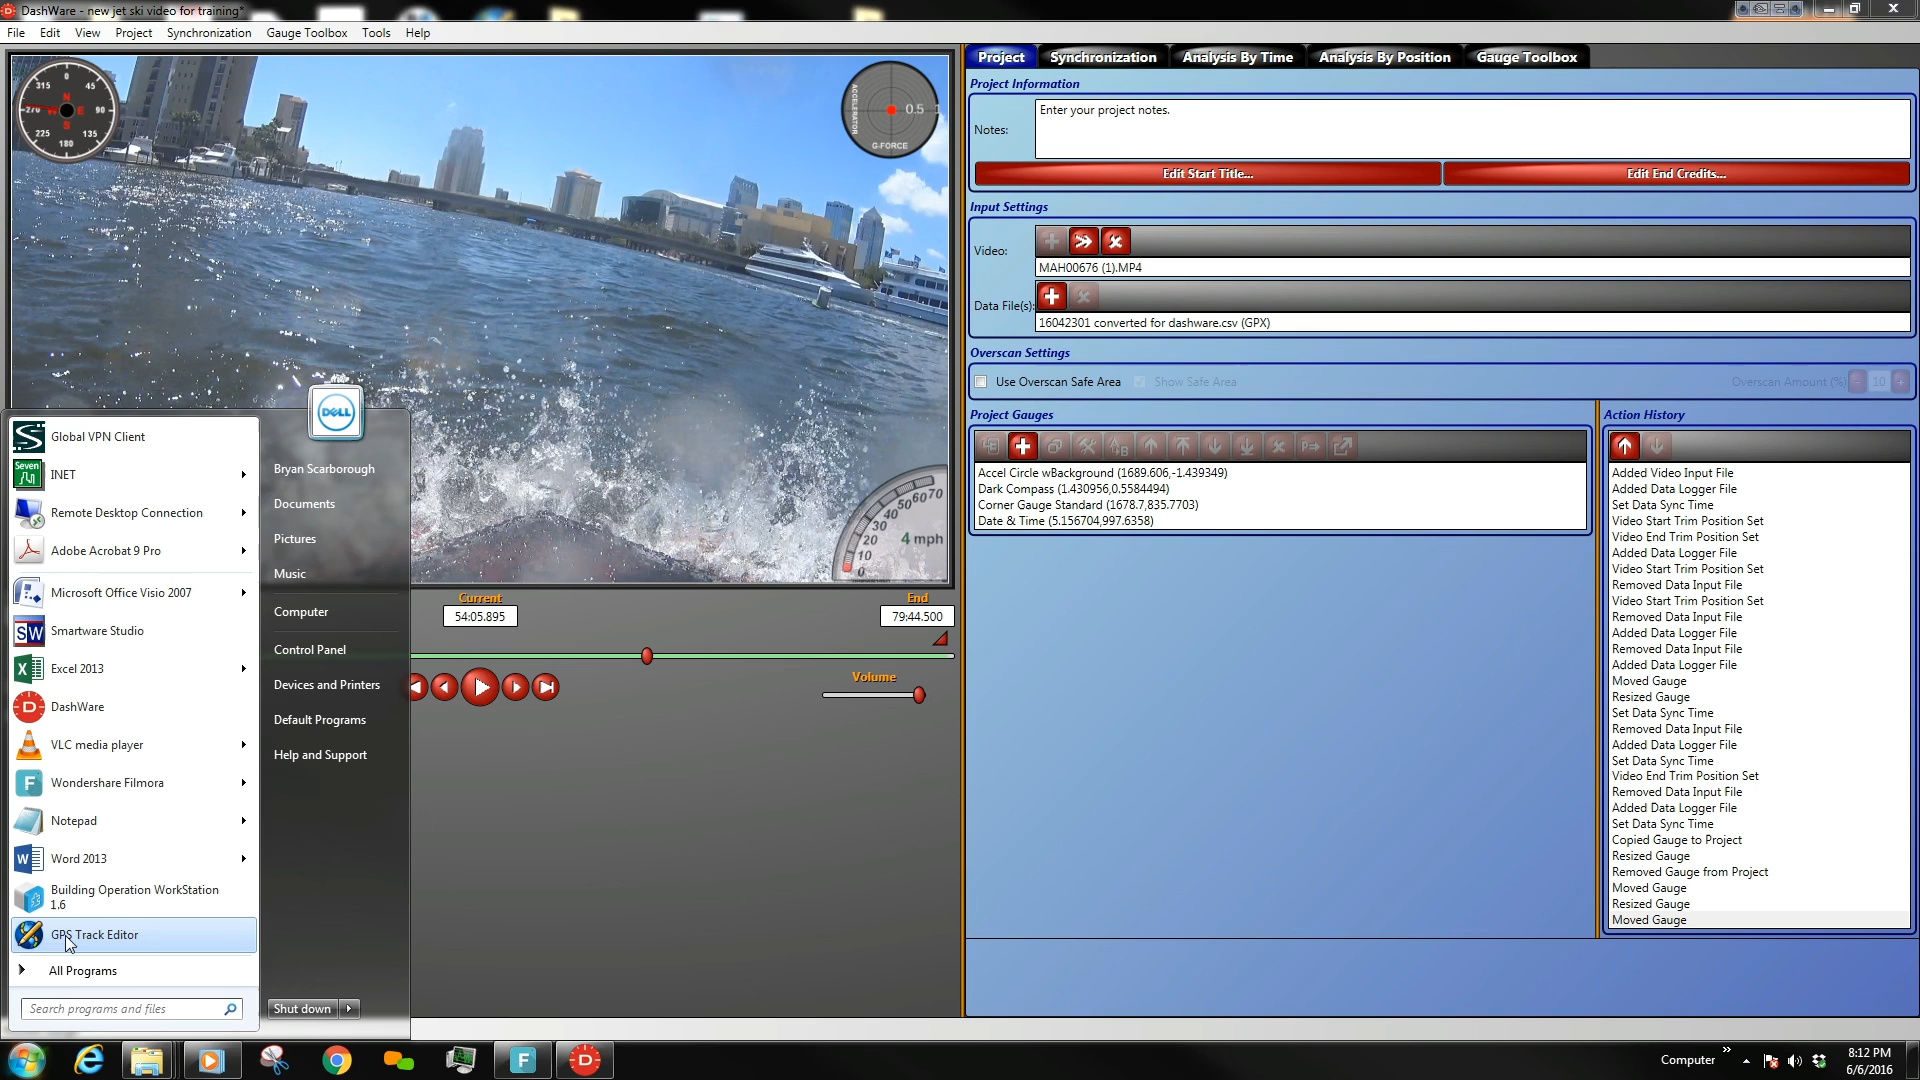 DashWare - new jet ski video for training*
File Edit View Project Synchronization Gauge Toolbox Tools Help
Project Synchronization Analysis By Time Analysis By Position Gauge Toolbox
Project Information
Notes:
Enter your project notes.
Edit Start Title...
Edit End Credits...
Input Settings
Video:
MAH00676 (1).MP4
Data File(s):
16042301 converted for dashware.csv (GPX)
Overscan Settings
Use Overscan Safe Area
Show Safe Area
Overscan Amount (%)
10
Project Gauges
Accel Circle wBackground (1689.606,-1.439349)
Dark Compass (1.430956,0.5584494)
Corner Gauge Standard (1678.7,835.7703)
Date & Time (5.156704,997.6358)
Action History
Added Video Input File
Added Data Logger File
Set Data Sync Time
Video Start Trim Position Set
Video End Trim Position Set
Added Data Logger File
Video Start Trim Position Set
Removed Data Input File
Video Start Trim Position Set
Removed Data Input File
Added Data Logger File
Removed Data Input File
Added Data Logger File
Moved Gauge
Resized Gauge
Set Data Sync Time
Removed Data Input File
Added Data Logger File
Set Data Sync Time
Video End Trim Position Set
Removed Data Input File
Added Data Logger File
Set Data Sync Time
Copied Gauge to Project
Resized Gauge
Removed Gauge from Project
Moved Gauge
Resized Gauge
Moved Gauge
0
315 45
N
270 W E 90
S
225 135
180
ACCELERATOR
0.5 1
G-FORCE
70
60
50
40
30
20
10
0
4 mph
Current
54:05.895
End
79:44.500
Volume
DELL
Global VPN Client
Seven
INET
Remote Desktop Connection
Adobe Acrobat 9 Pro
Microsoft Office Visio 2007
SW
Smartware Studio
Excel 2013
DashWare
VLC media player
Wondershare Filmora
Notepad
Word 2013
Building Operation WorkStation
1.6
GPS Track Editor
All Programs
Search programs and files
Bryan Scarborough
Documents
Pictures
Music
Computer
Control Panel
Devices and Printers
Default Programs
Help and Support
Shut down
Computer
8:12 PM
6/6/2016